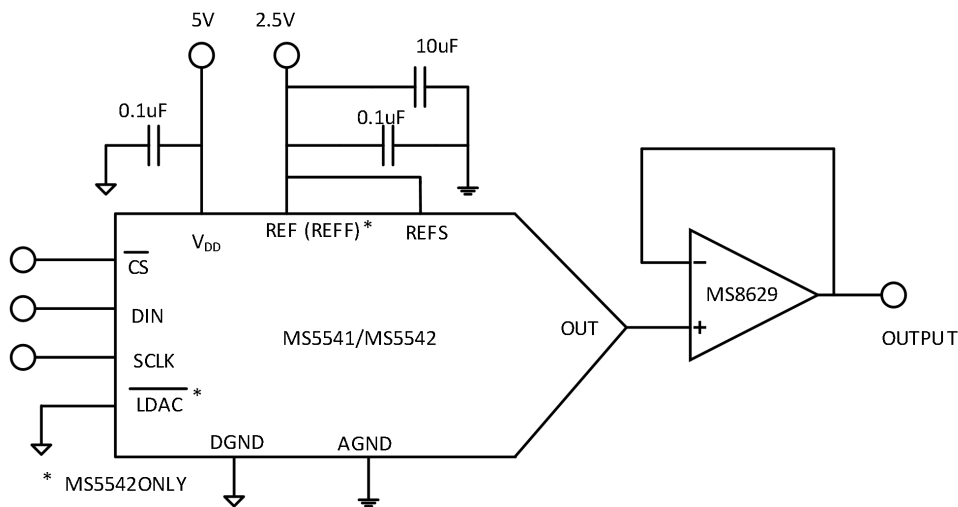 5V
2.5V
10uF
0.1uF
0.1uF
VDD
REF (REFF)*
REFS
CS
DIN
SCLK
LDAC *
MS5541/MS5542
OUT
DGND
AGND
* MS5542ONLY
−
MS8629
+
OUTPUT